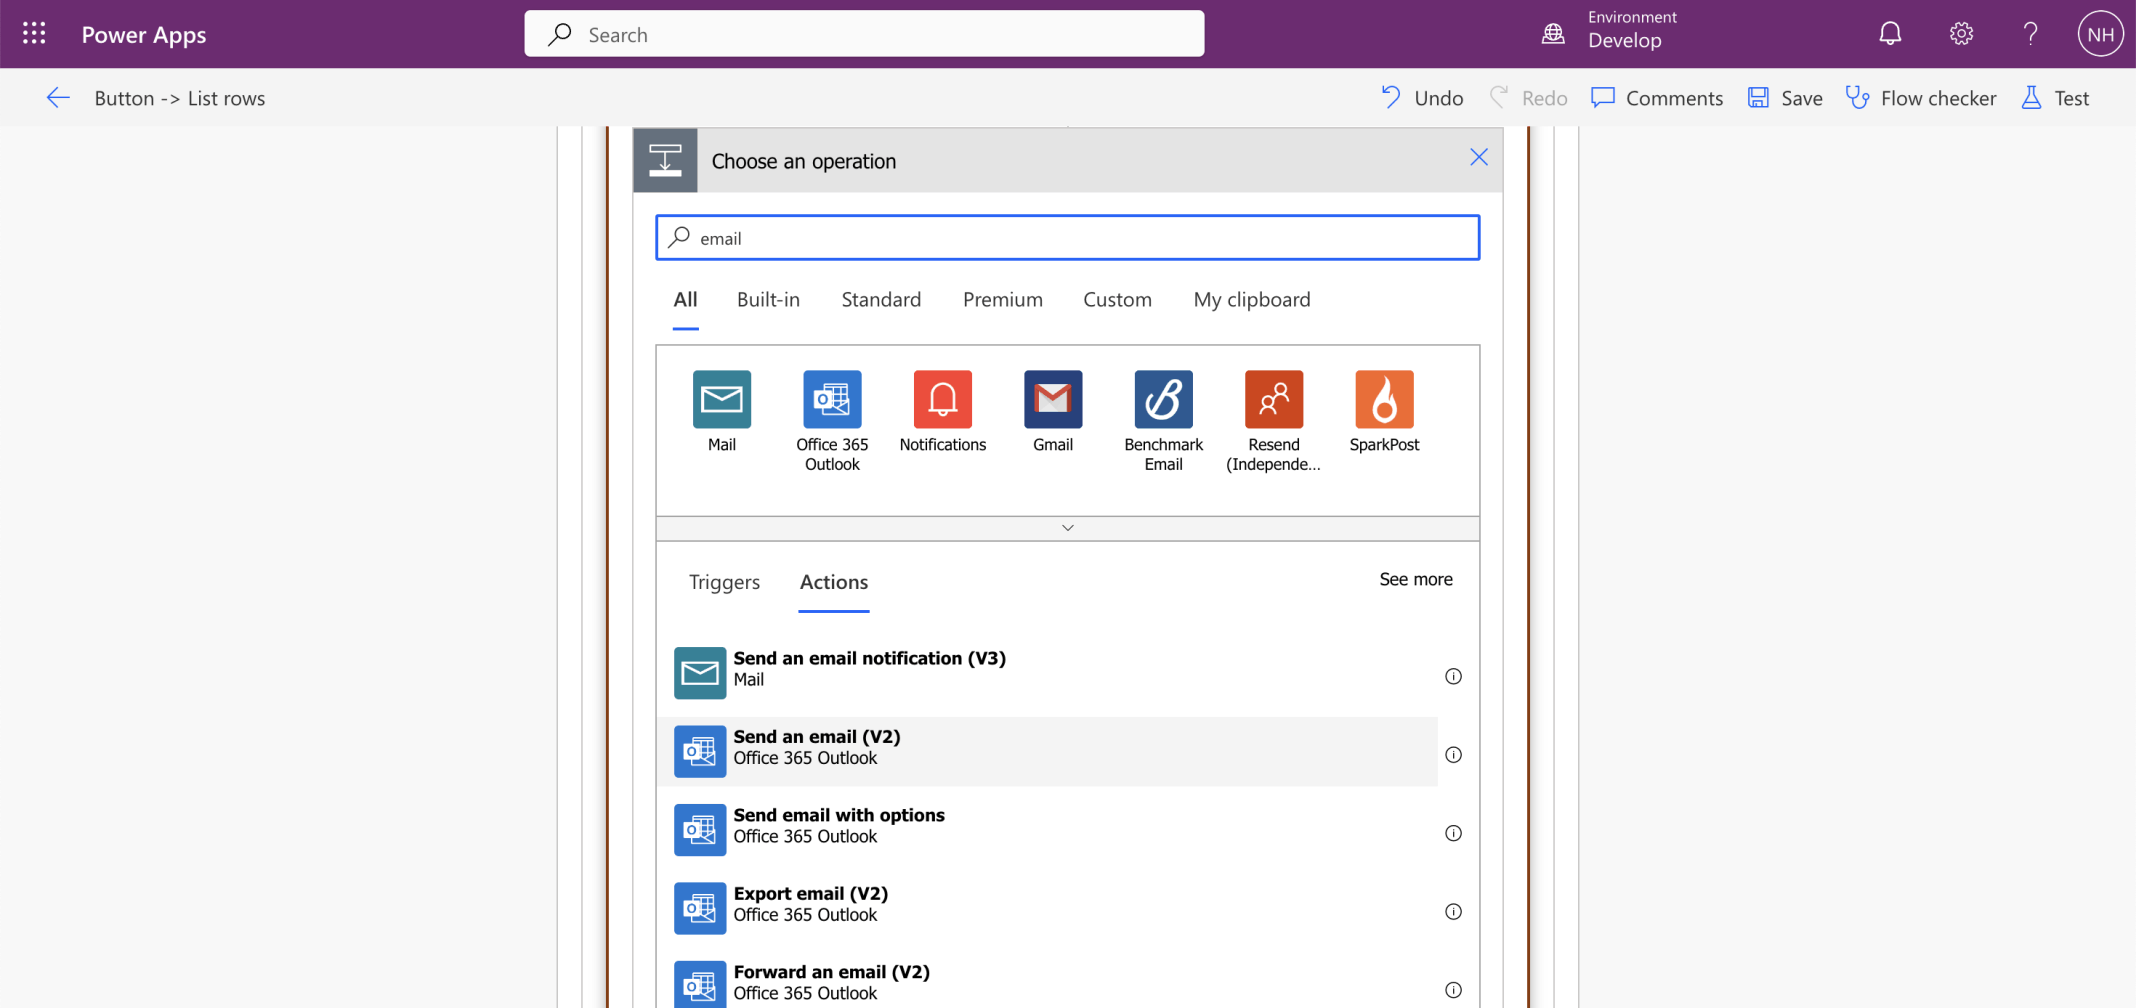 Power Apps
Search
Environment
Develop
NH
Button -> List rows
Undo
Redo
Comments
Save
Flow checker
Test
Choose an operation
email
All
Built-in
Standard
Premium
Custom
My clipboard
Mail
Office 365
Outlook
Notifications
Gmail
Benchmark
Email
Resend
(Independe...
SparkPost
Triggers
Actions
See more
Send an email notification (V3)
Mail
Send an email (V2)
Office 365 Outlook
Send email with options
Office 365 Outlook
Export email (V2)
Office 365 Outlook
Forward an email (V2)
Office 365 Outlook